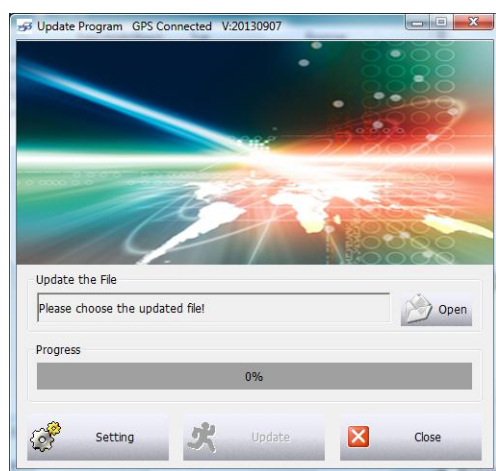 Update Program GPS Connected V:20130907
Update the File
Please choose the updated file!
Open
Progress
0%
Setting
Update
Close